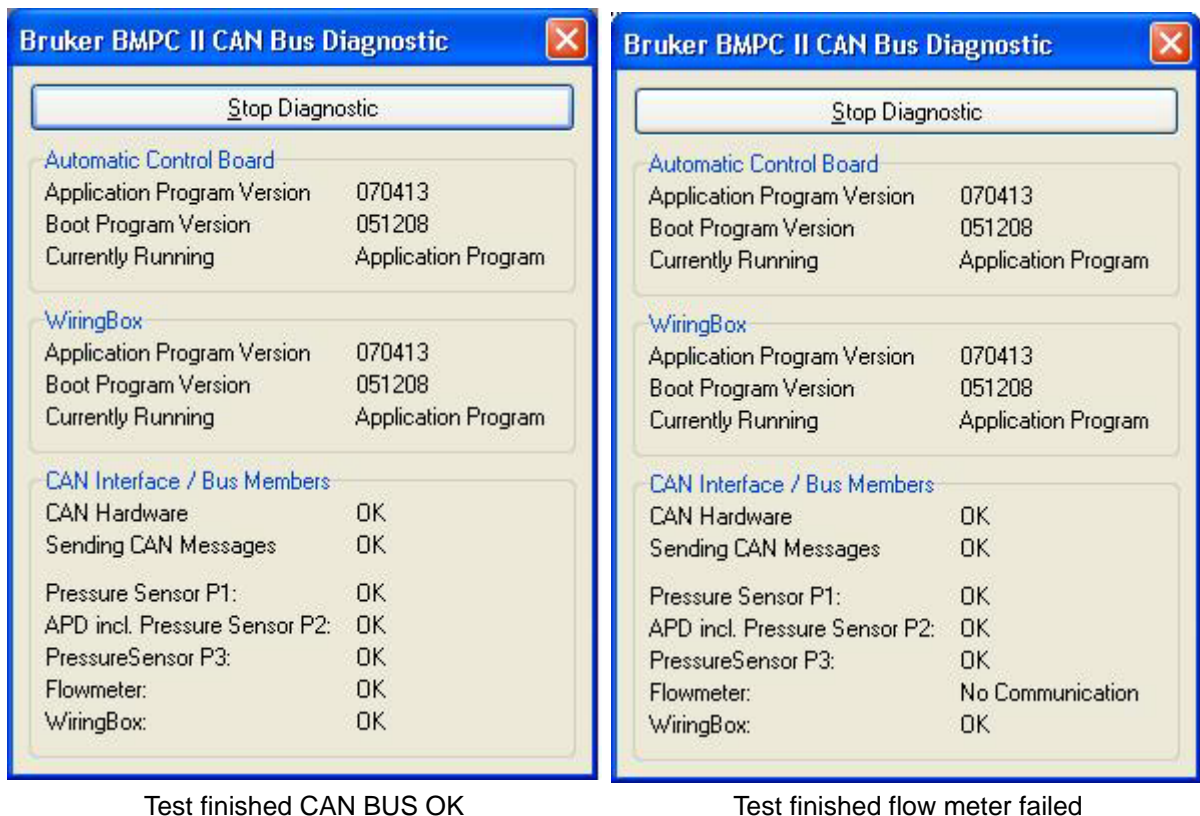 Bruker BMPC II CAN Bus Diagnostic
Stop Diagnostic
Automatic Control Board
Application Program Version 070413
Boot Program Version 051208
Currently Running Application Program
WiringBox
Application Program Version 070413
Boot Program Version 051208
Currently Running Application Program
CAN Interface / Bus Members
CAN Hardware OK
Sending CAN Messages OK
Pressure Sensor P1: OK
APD incl. Pressure Sensor P2: OK
PressureSensor P3: OK
Flowmeter: OK
WiringBox: OK
Test finished CAN BUS OK
Bruker BMPC II CAN Bus Diagnostic
Stop Diagnostic
Automatic Control Board
Application Program Version 070413
Boot Program Version 051208
Currently Running Application Program
WiringBox
Application Program Version 070413
Boot Program Version 051208
Currently Running Application Program
CAN Interface / Bus Members
CAN Hardware OK
Sending CAN Messages OK
Pressure Sensor P1: OK
APD incl. Pressure Sensor P2: OK
PressureSensor P3: OK
Flowmeter: No Communication
WiringBox: OK
Test finished flow meter failed